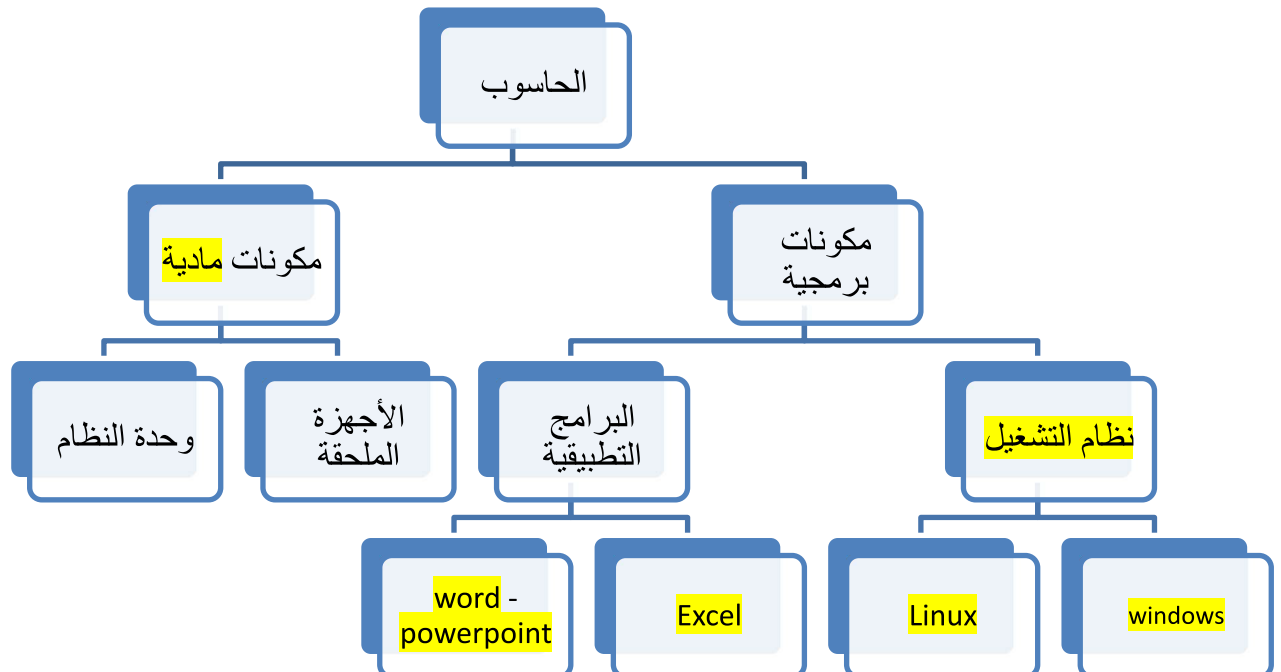 الحاسوب
مكونات
برمجية
مكونات مادية
نظام التشغيل
البرامج
التطبيقية
الأجهزة
الملحقة
وحدة النظام
windows
Linux
Excel
word -
powerpoint